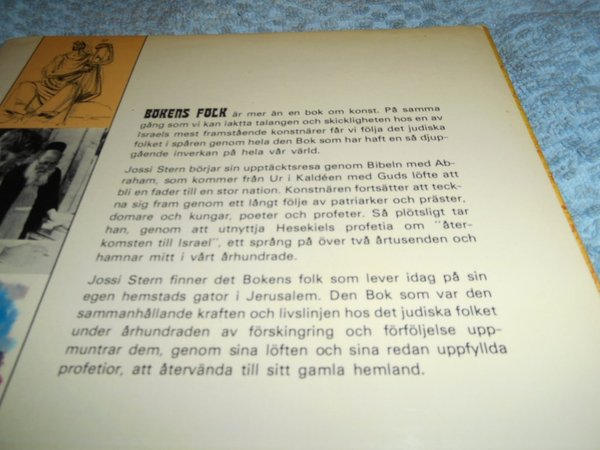 BOKENS FOLK är mer än en bok om konst. På samma
gång som vi kan iaktta talangen och skickligheten hos en av
Israels mest framstående konstnärer får vi följa det judiska
folket i spåren genom hela den Bok som har haft en så djup-
gående inverkan på hela vår värld.
Jossi Stern börjar sin upptäcktsresa genom Bibeln med Ab-
raham, som kommer från Ur i Kaldéen med Guds löfte att
bli en fader till en stor nation. Konstnären fortsätter att teck-
na sig fram genom ett långt följe av patriarker och präster,
domare och kungar, poeter och profeter. Så plötsligt tar
han, genom att utnyttja Hesekiels profetia om "åter-
komsten till Israel", ett språng på över två årtusenden och
hamnar mitt i vårt århundrade.
Jossi Stern finner det Bokens folk som lever idag på sin
egen hemstads gator i Jerusalem. Den Bok som var den
sammanhållande kraften och livslinjen hos det judiska folket
under århundraden av förskingring och förföljelse upp-
muntrar dem, genom sina löften och sina redan uppfyllda
profetior, att återvända till sitt gamla hemland.